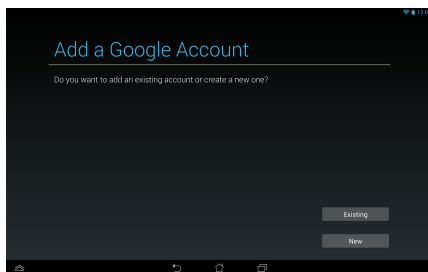 Add a Google Account
Do you want to add an existing account or create a new one?
Existing
New